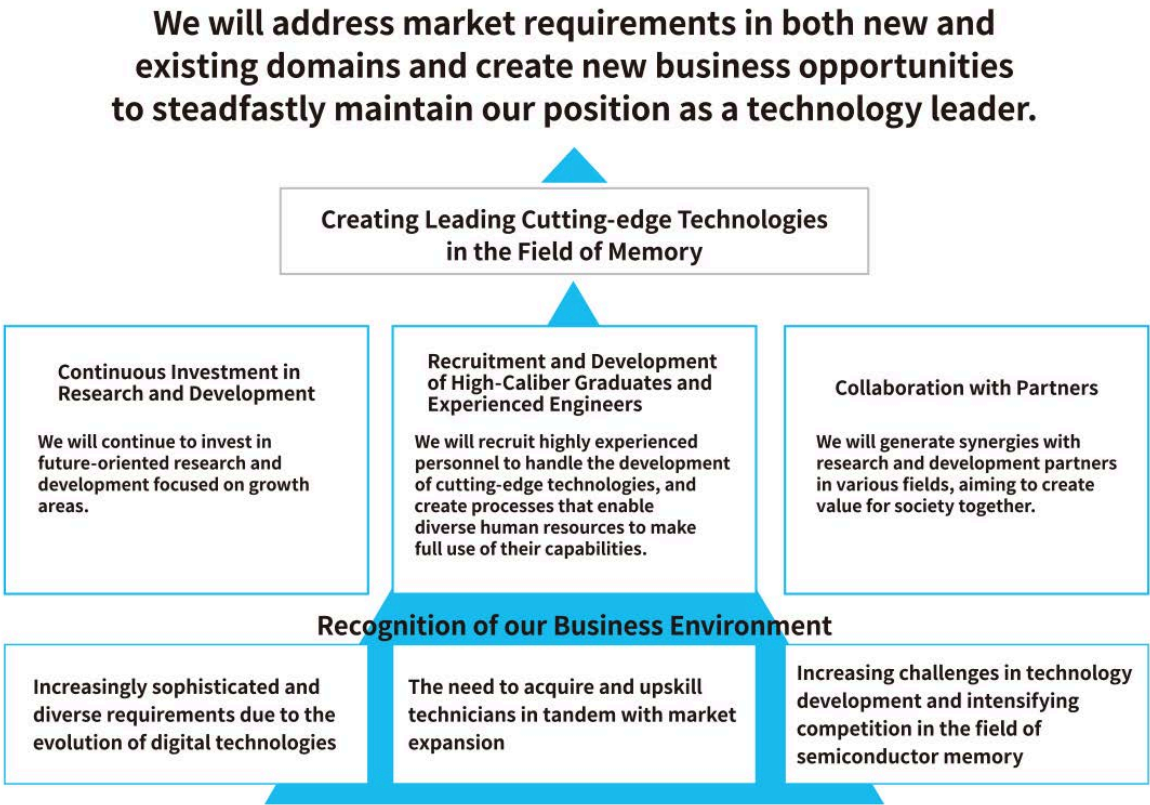 We will address market requirements in both new and
existing domains and create new business opportunities
to steadfastly maintain our position as a technology leader.
Creating Leading Cutting-edge Technologies
in the Field of Memory
Continuous Investment in
Research and Development
We will continue to invest in
future-oriented research and
development focused on growth
areas.
Recruitment and Development
of High-Caliber Graduates and
Experienced Engineers
We will recruit highly experienced
personnel to handle the development
of cutting-edge technologies, and
create processes that enable
diverse human resources to make
full use of their capabilities.
Collaboration with Partners
We will generate synergies with
research and development partners
in various fields, aiming to create
value for society together.
Recognition of our Business Environment
Increasingly sophisticated and
diverse requirements due to the
evolution of digital technologies
The need to acquire and upskill
technicians in tandem with market
expansion
Increasing challenges in technology
development and intensifying
competition in the field of
semiconductor memory